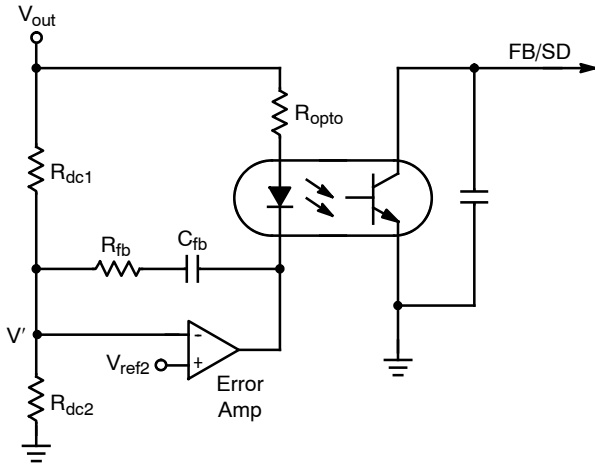 Vout
FB/SD
Ropto
Rdc1
Rfb
Cfb
V'
-
Vref2
+
Error
Amp
Rdc2